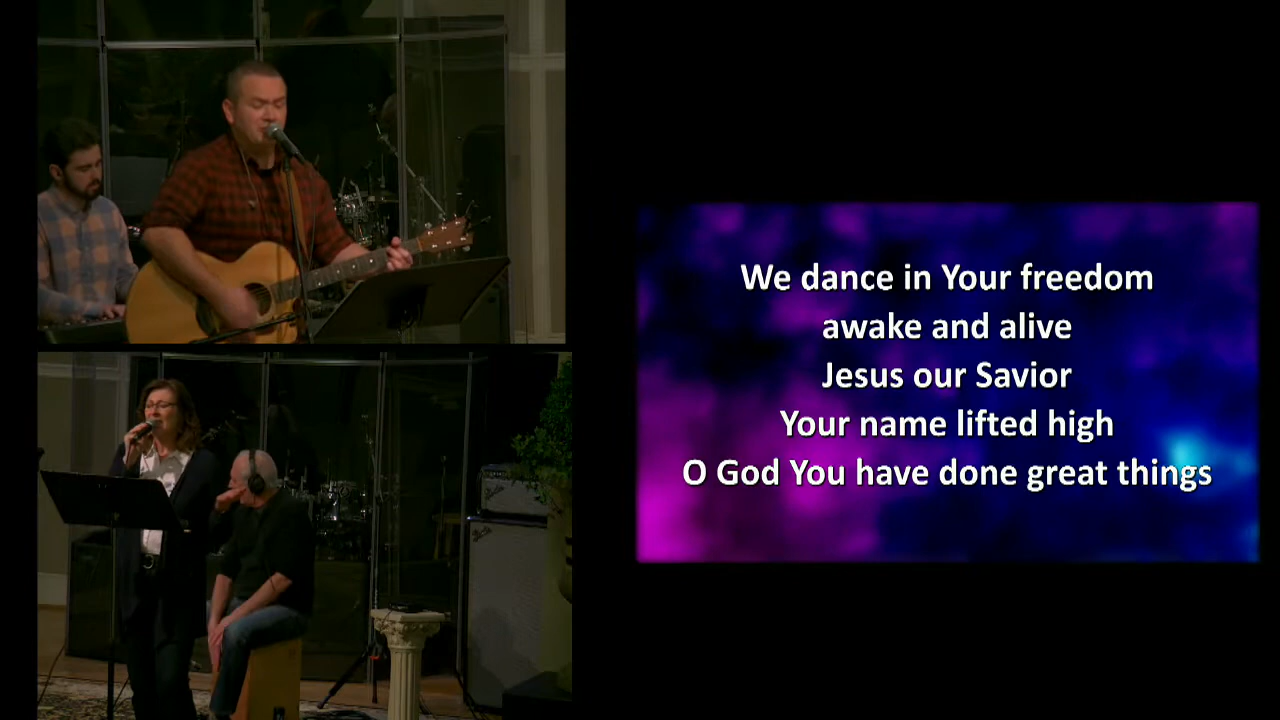 We dance in Your freedom
awake and alive
Jesus our Savior
Your name lifted high
O God You have done great things